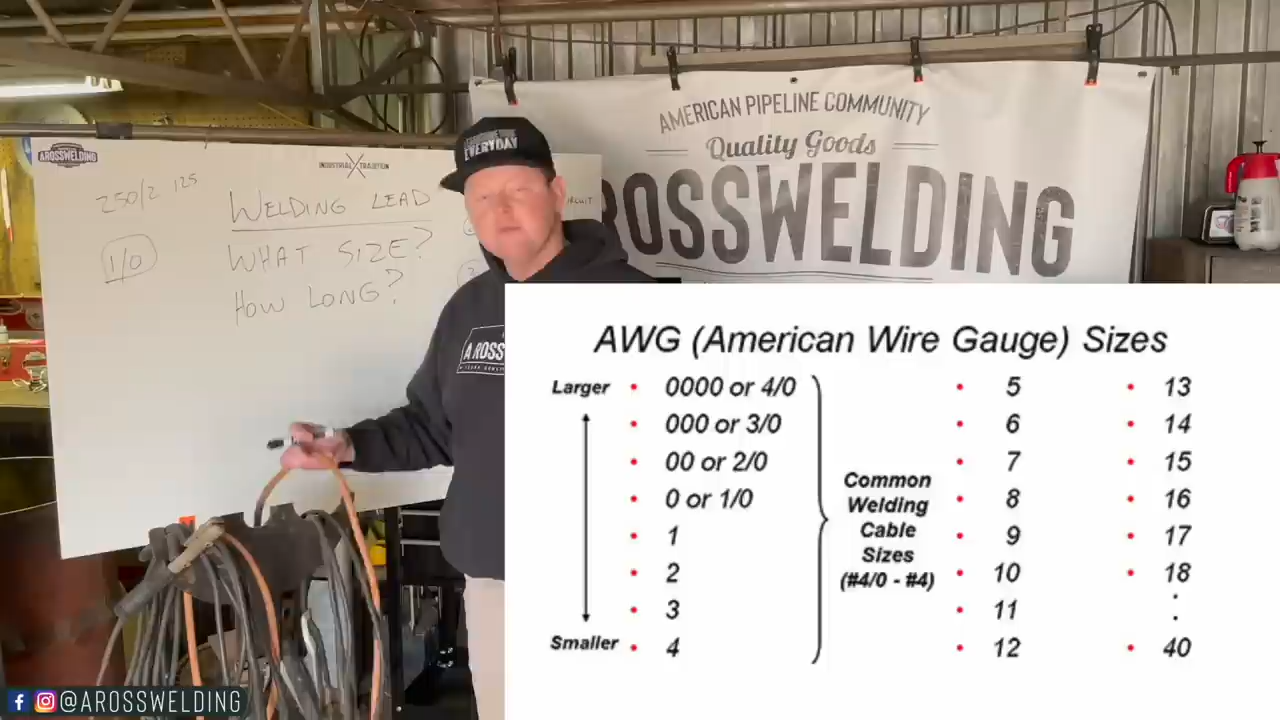 AROSSWELDING
INDUSTRIAL TRADITION
250/2 125
1/0
WELDING LEAD
WHAT SIZE?
HOW LONG?
CIRCUIT
EVERYDAY
A ROSS
AMERICAN PIPELINE COMMUNITY
Quality Goods
ROSSWELDING
AWG (American Wire Gauge) Sizes
Larger
Smaller
• 0000 or 4/0
• 000 or 3/0
• 00 or 2/0
• 0 or 1/0
• 1
• 2
• 3
• 4
Common
Welding
Cable
Sizes
(#4/0 - #4)
• 5
• 6
• 7
• 8
• 9
• 10
• 11
• 12
• 13
• 14
• 15
• 16
• 17
• 18
• 40
@AROSSWELDING